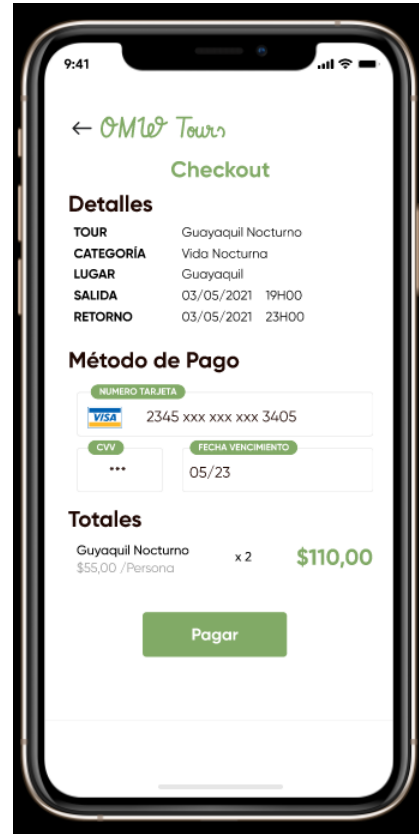 9:41
← OMW Tours
Checkout
Detalles
TOUR Guayaquil Nocturno
CATEGORÍA Vida Nocturna
LUGAR Guayaquil
SALIDA 03/05/2021 19H00
RETORNO 03/05/2021 23H00
Método de Pago
NUMERO TARJETA
VISA 2345 xxx xxx xxx 3405
CVV FECHA VENCIMIENTO
*** 05/23
Totales
Guyaquil Nocturno x 2 $110,00
$55,00 /Persona
Pagar